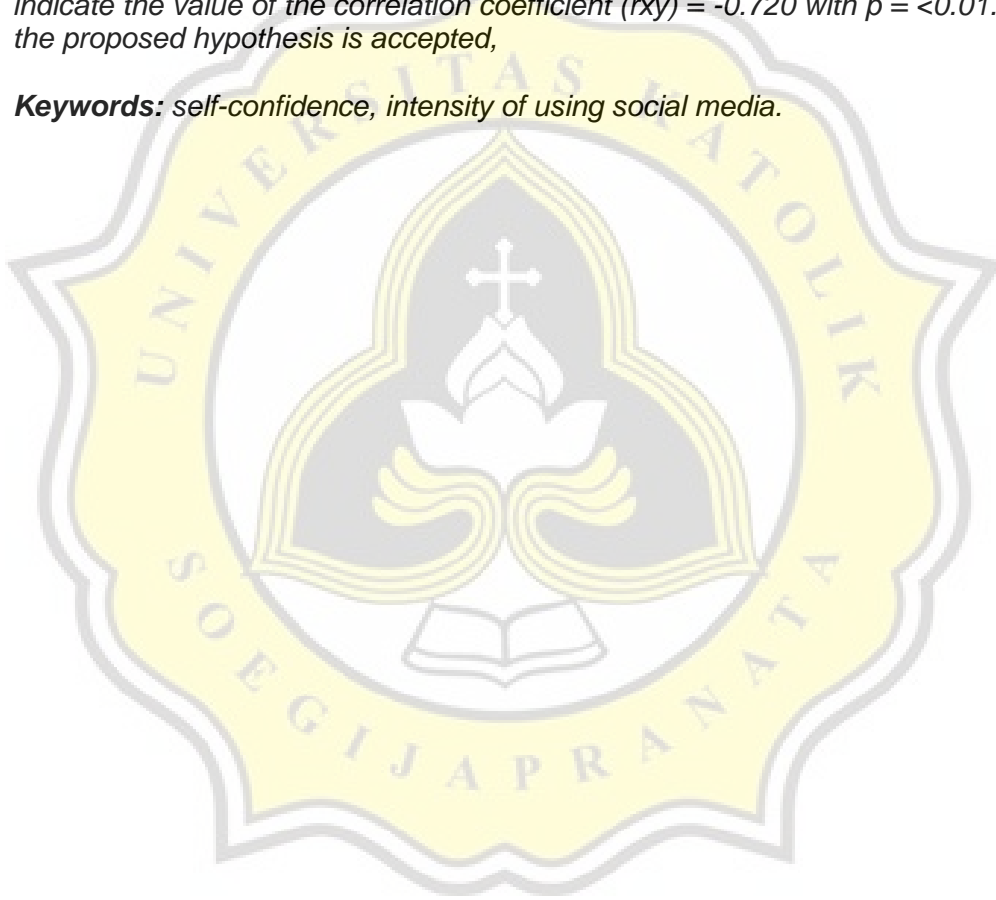 indicate the value of the correlation coefficient (rxy) = -0.720 with p = <0.01.
the proposed hypothesis is accepted,
Keywords: self-confidence, intensity of using social media.
UNIVERSITAS KATOLIK
SOEGIJAPRANATA